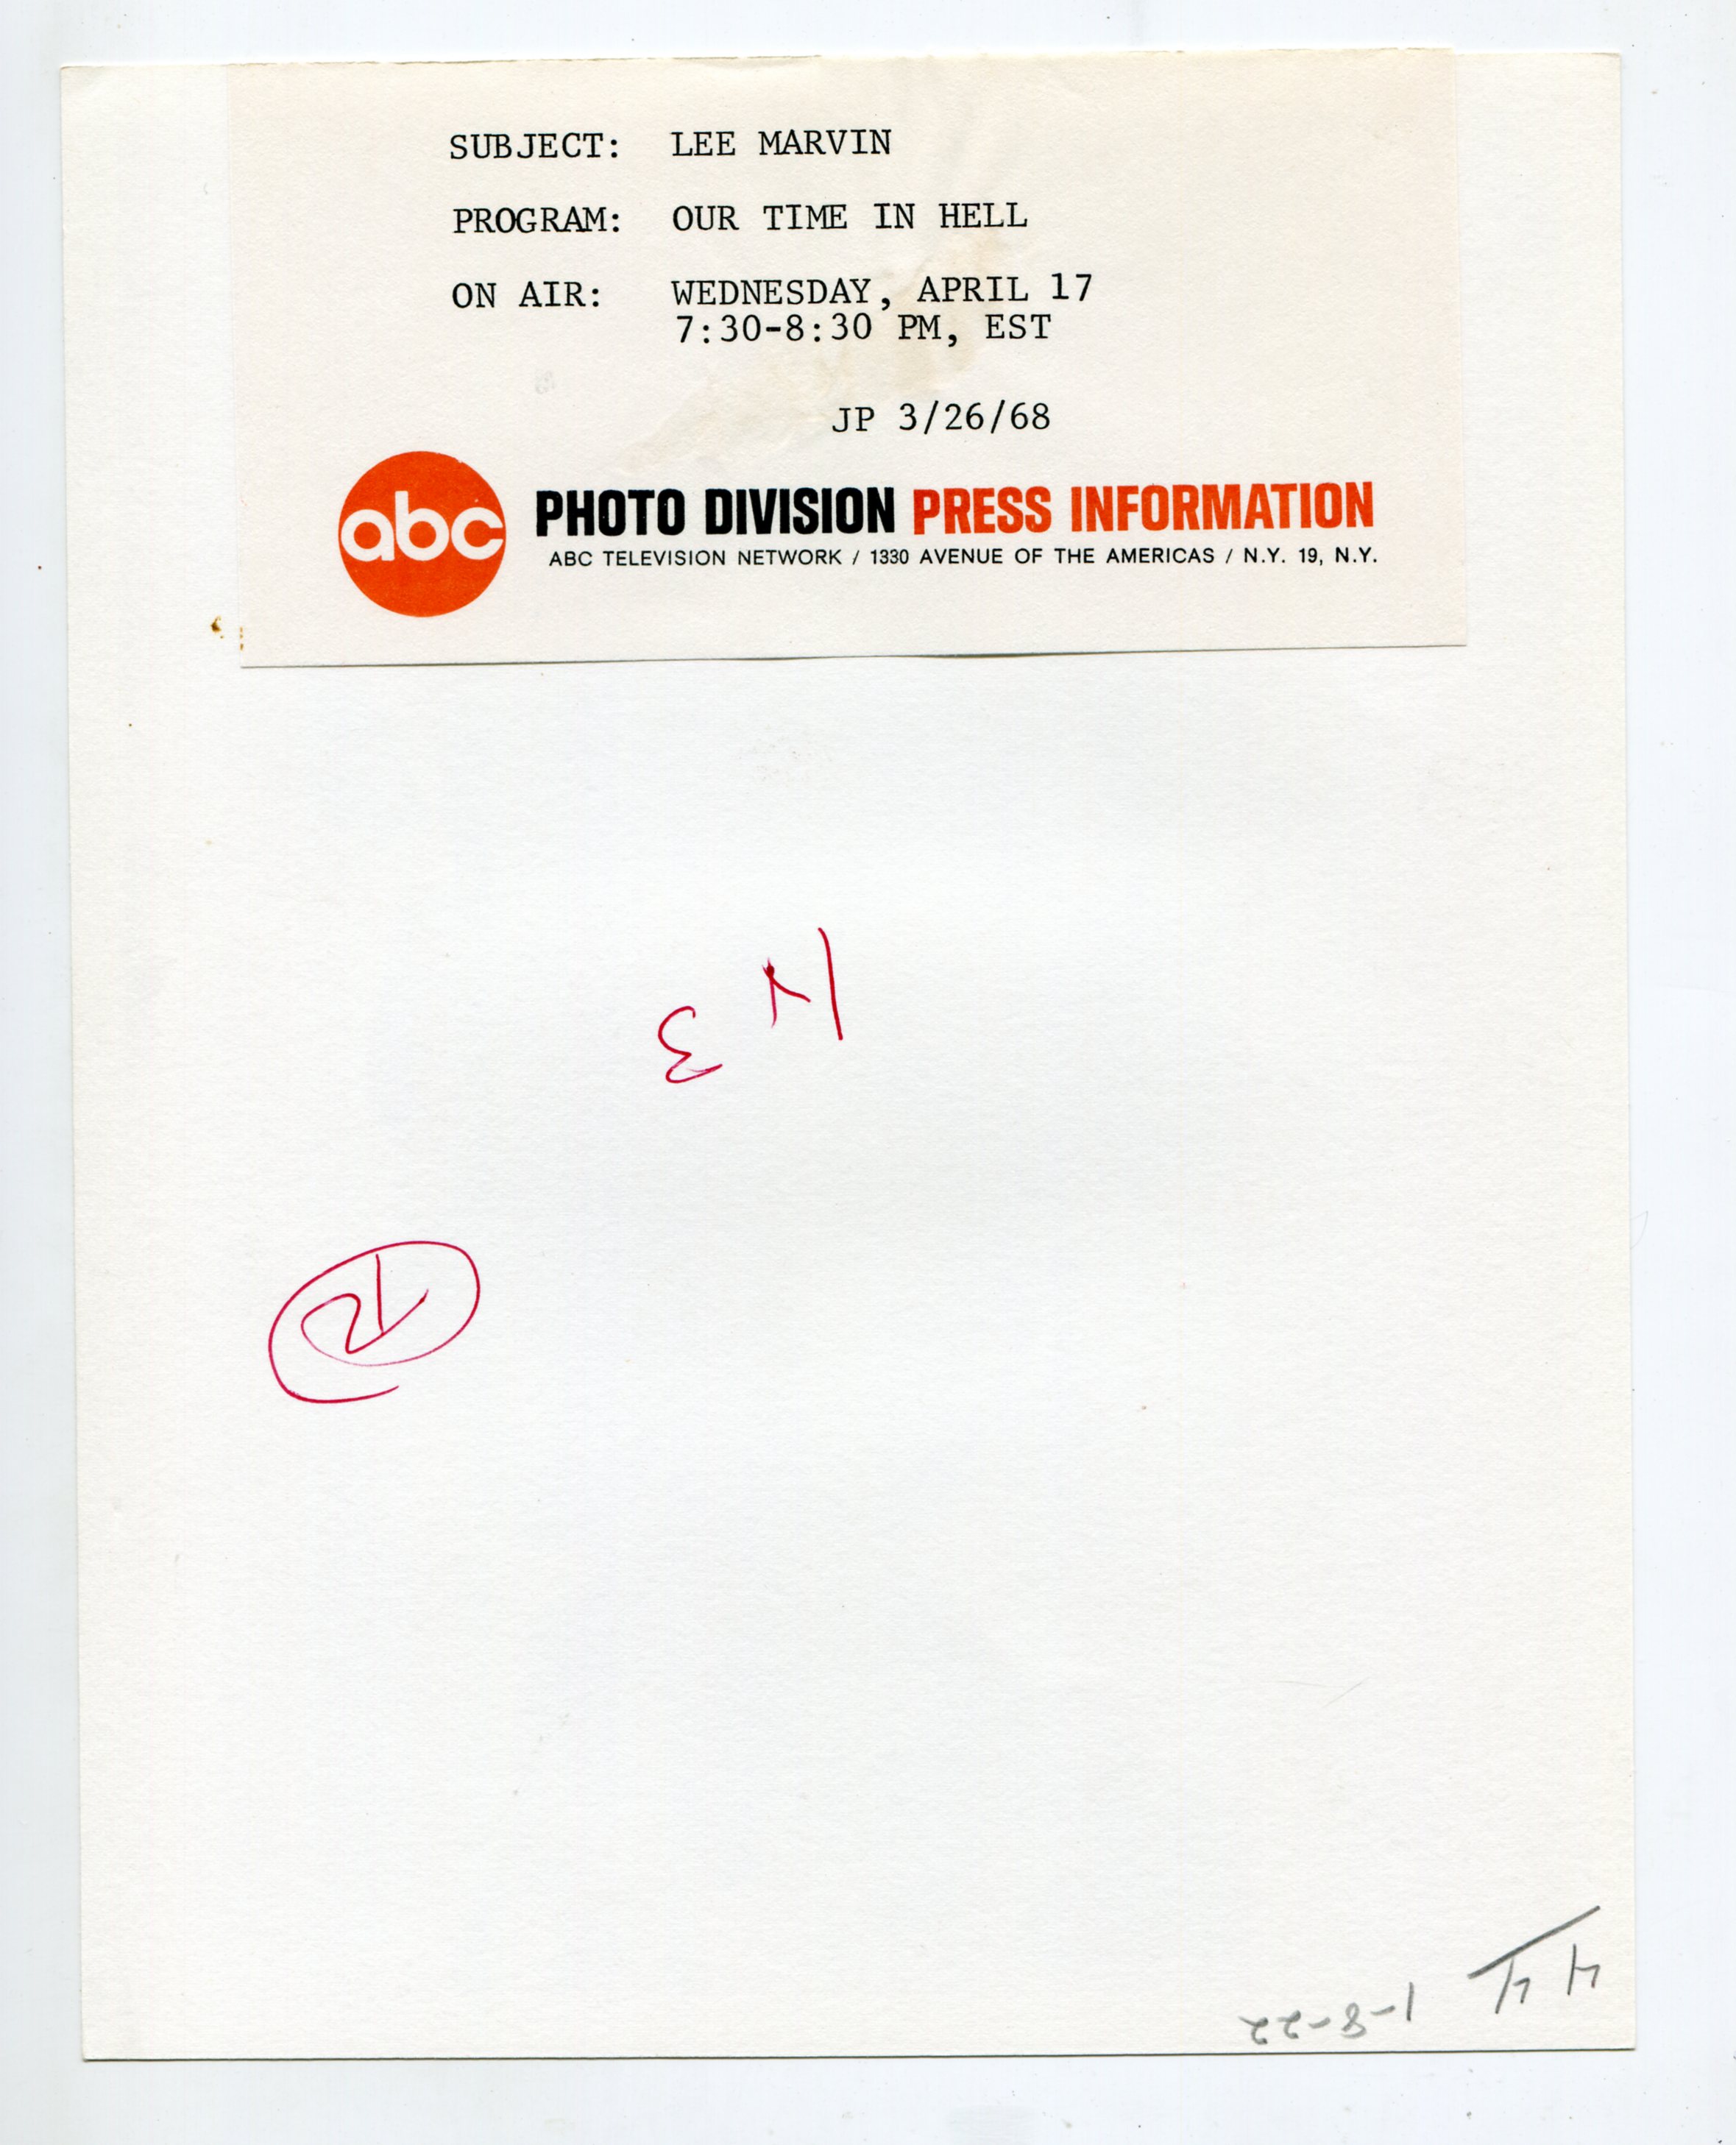 SUBJECT: LEE MARVIN
PROGRAM: OUR TIME IN HELL
ON AIR: WEDNESDAY, APRIL 17
7:30-8:30 PM, EST
JP 3/26/68
abc PHOTO DIVISION PRESS INFORMATION
ABC TELEVISION NETWORK / 1330 AVENUE OF THE AMERICAS / N.Y. 19, N.Y.